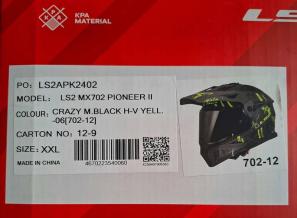 KPA
MATERIAL
LS
PO: LS2APK2402
MODEL: LS2 MX702 PIONEER II
COLOUR: CRAZY M.BLACK H-V YELL.
-06[702-12]
CARTON NO: 12-9
SIZE: XXL
MADE IN CHINA
4670223540060
702-12